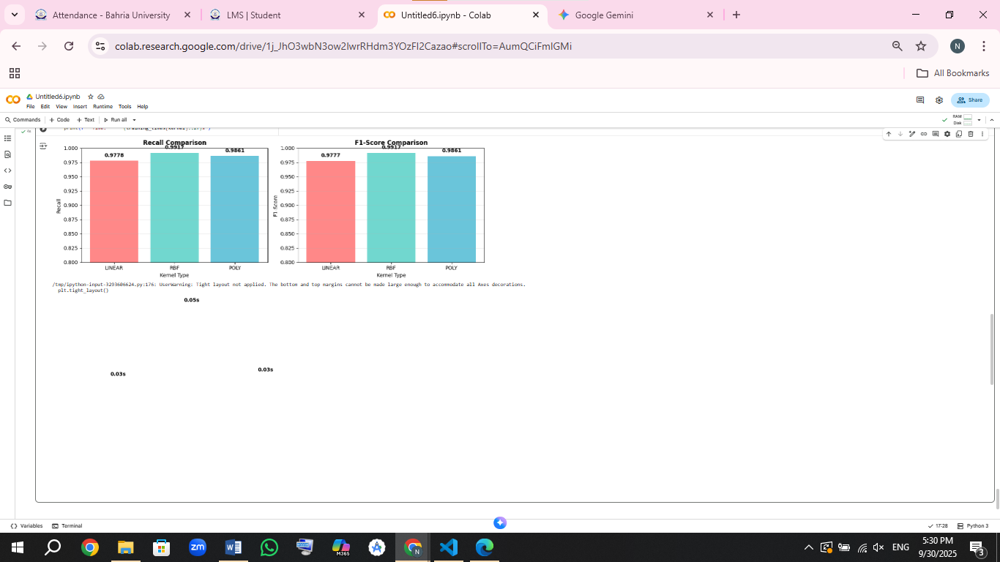 Attendance - Bahria University
LMS | Student
Untitled6.ipynb - Colab
Google Gemini
colab.research.google.com/drive/1j_JhO3wbN3ow2IwrRHdm3YOzFI2Cazao#scrollTo=AumQCiFmIGMi
N
All Bookmarks
Untitled6.ipynb
File Edit View Insert Runtime Tools Help
Share
Commands + Code + Text Run all
RAM
Disk
Recall Comparison
0.9917
0.9778
0.9861
1.000
0.975
0.950
0.925
0.900
0.875
0.850
0.825
0.800
Recall
LINEAR RBF POLY
Kernel Type
F1-Score Comparison
0.9917
0.9777
0.9861
1.000
0.975
0.950
0.925
0.900
0.875
0.850
0.825
0.800
F1 Score
LINEAR RBF POLY
Kernel Type
/tmp/ipython-input-3293606624.py:176: UserWarning: Tight layout not applied. The bottom and top margins cannot be made large enough to accommodate all Axes decorations.
plt.tight_layout()
0.05s
0.03s
0.03s
Variables Terminal
17-28 Python 3
zm
M365
N
ENG
5:30 PM
9/30/2025
3